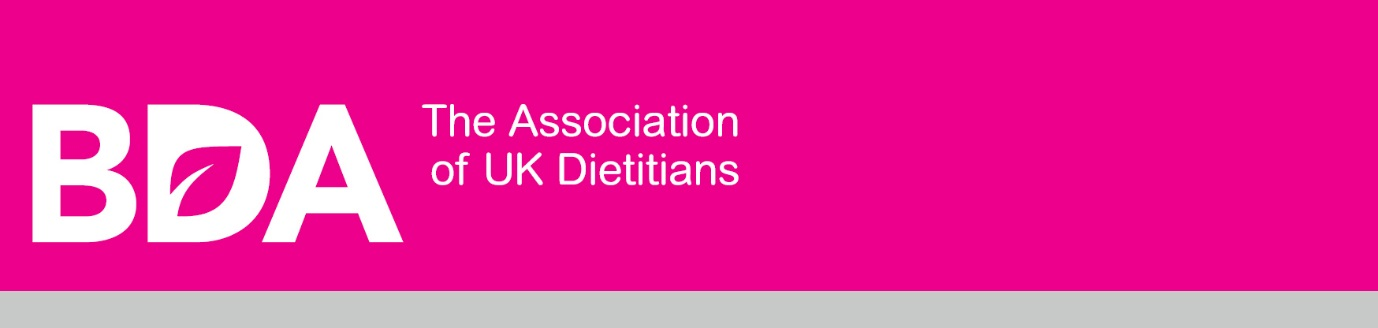 BDA
The Association
of UK Dietitians